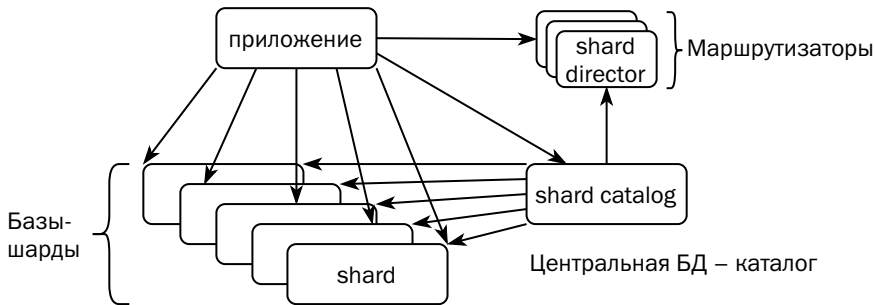 приложение
shard
director
Маршрутизаторы
shard catalog
Базы-
шарды
shard
Центральная БД – каталог